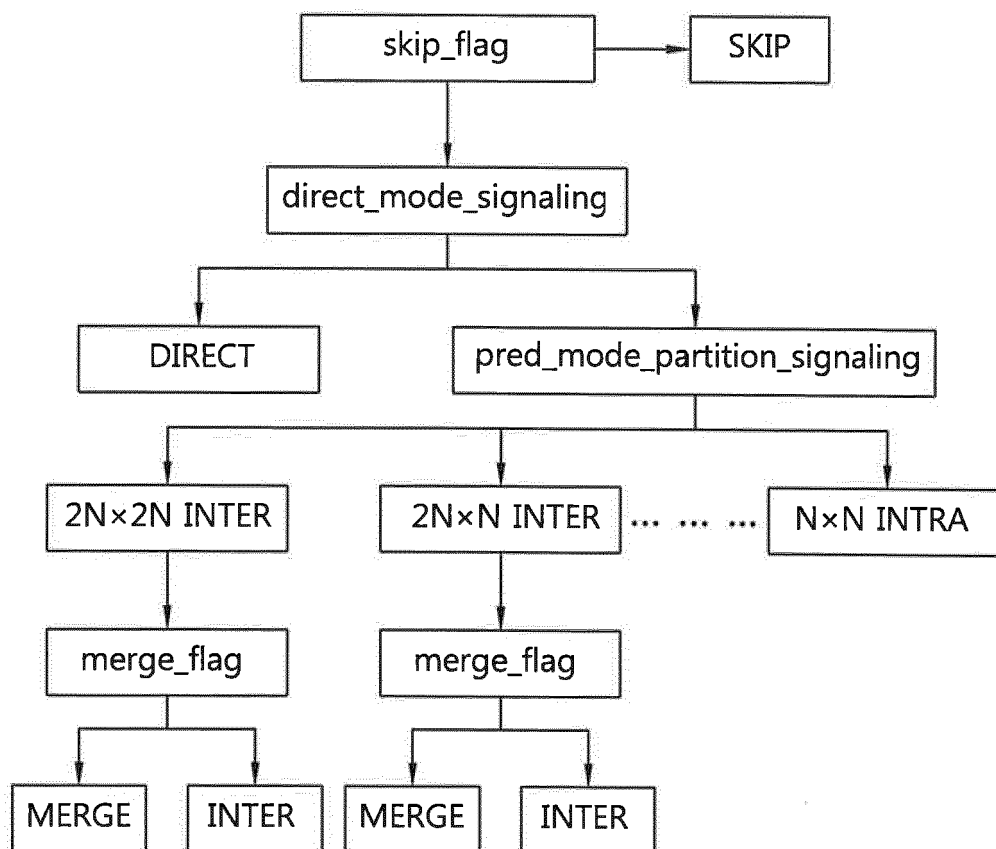 skip_flag
SKIP
direct_mode_signaling
DIRECT
pred_mode_partition_signaling
2N×2N INTER
2N×N INTER
... ... ...
N×N INTRA
merge_flag
merge_flag
MERGE
INTER
MERGE
INTER